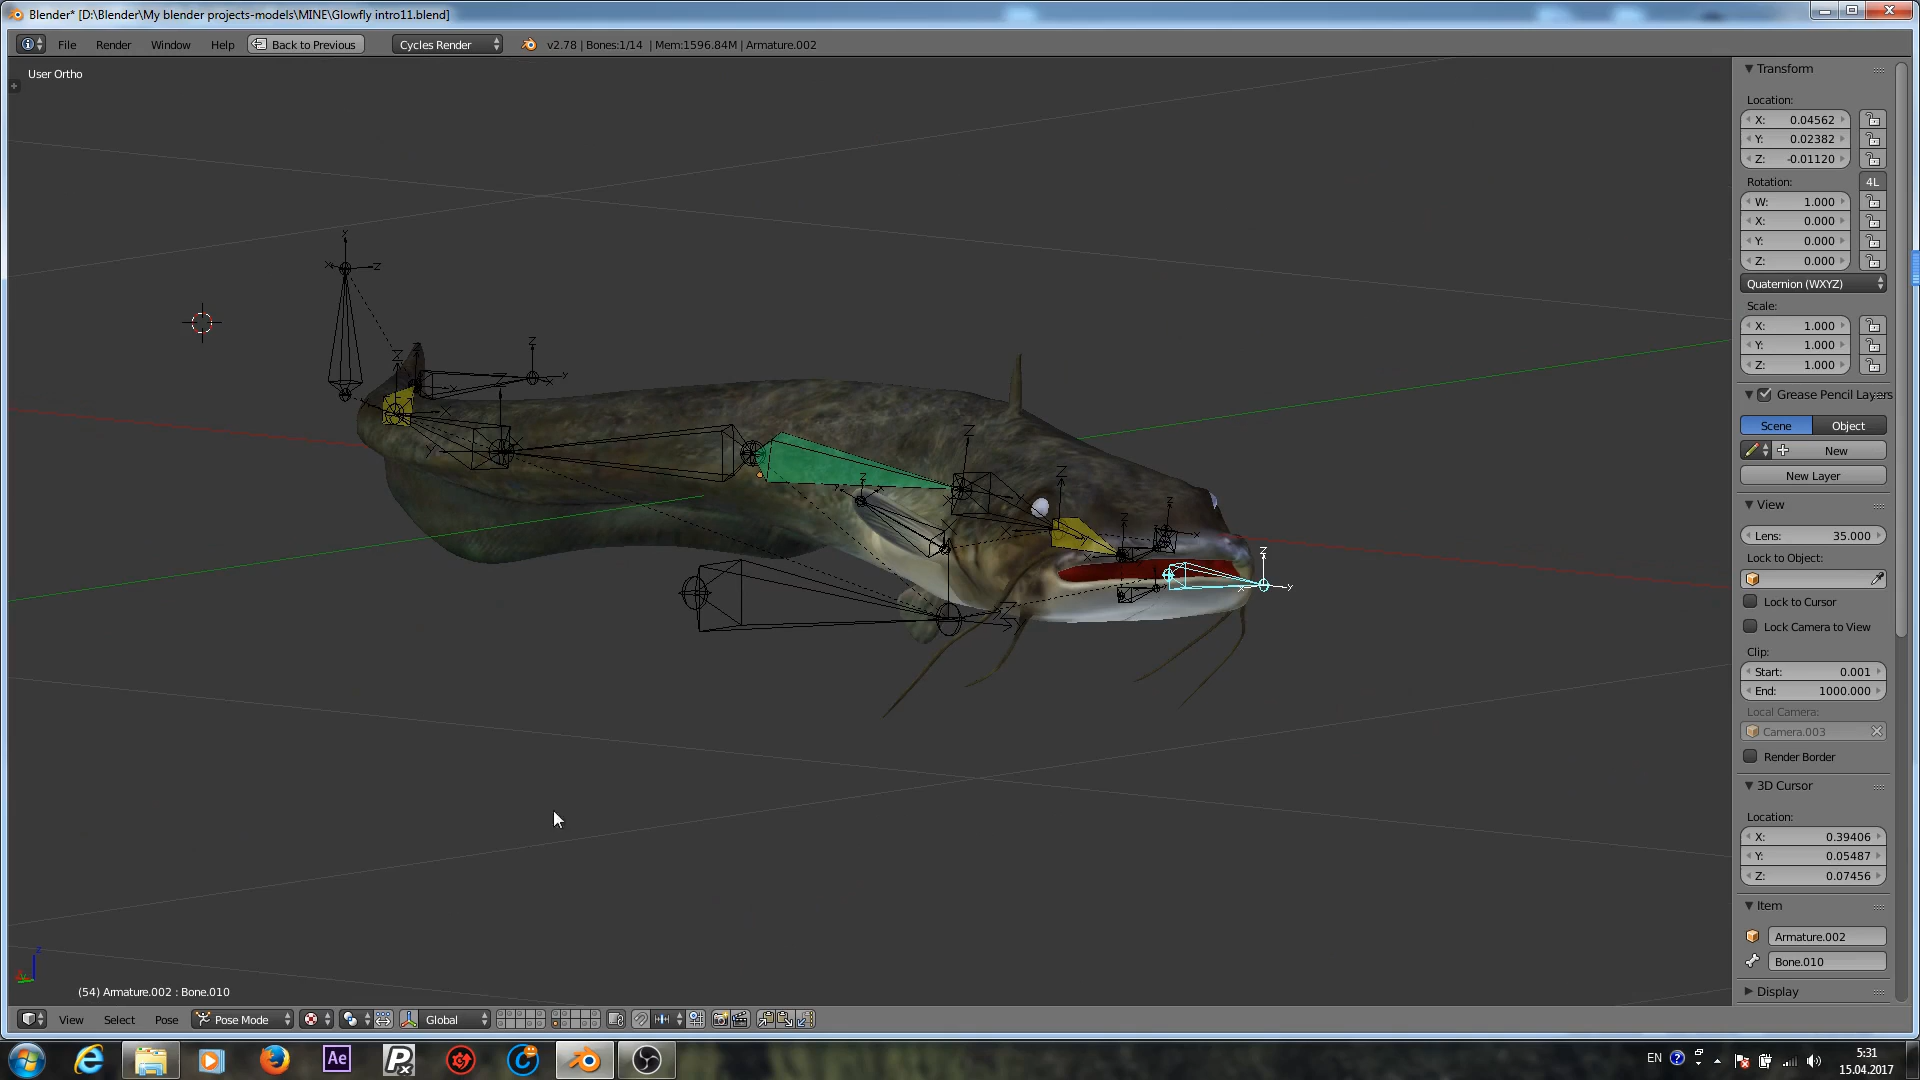 Blender* [D:\Blender\My blender projects-models\MINE\Glowfly intro11.blend]
File Render Window Help Back to Previous Cycles Render v2.78 | Bones:1/14 | Mem:1596.84M | Armature.002
User Ortho
Transform
Location:
X: 0.04562
Y: 0.02382
Z: -0.01120
Rotation: 4L
W: 1.000
X: 0.000
Y: 0.000
Z: 0.000
Quaternion (WXYZ)
Scale:
X: 1.000
Y: 1.000
Z: 1.000
Grease Pencil Layers
Scene Object
New
New Layer
View
Lens: 35.000
Lock to Object:
Lock to Cursor
Lock Camera to View
Clip:
Start: 0.001
End: 1000.000
Local Camera:
Camera.003
Render Border
3D Cursor
Location:
X: 0.39406
Y: 0.05487
Z: 0.07456
Item
Armature.002
Bone.010
Display
(54) Armature.002 : Bone.010
View Select Pose Pose Mode Global
Ae Px EN 5:31
15.04.2017